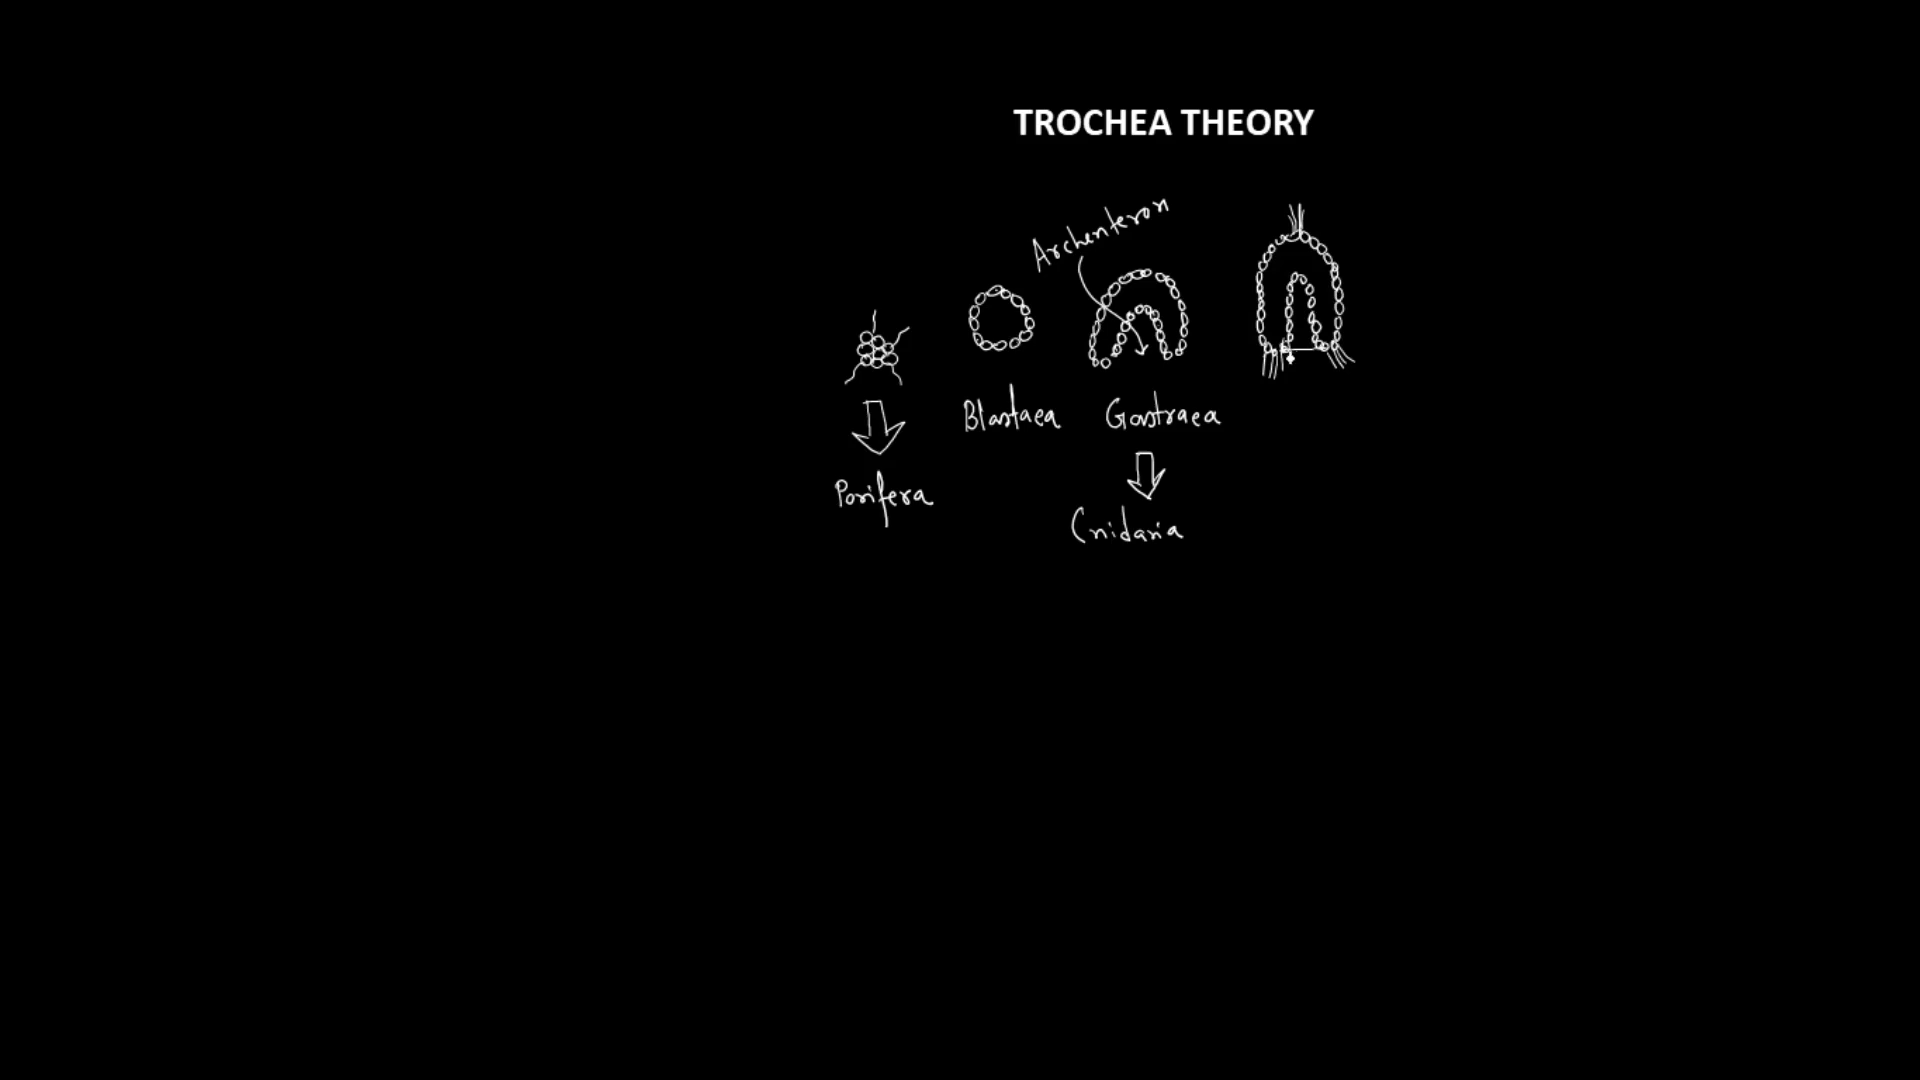 TROCHEA THEORY
Archenteron
Blastaea
Gastraea
Porifera
Cnidaria